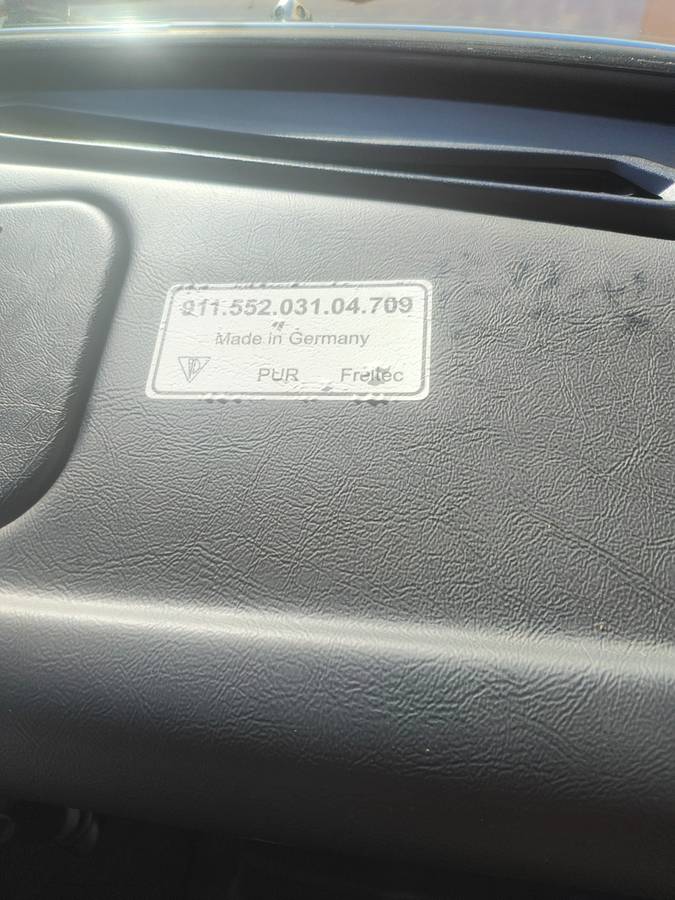 911.552.031.04.709
Made in Germany
PUR Freitec